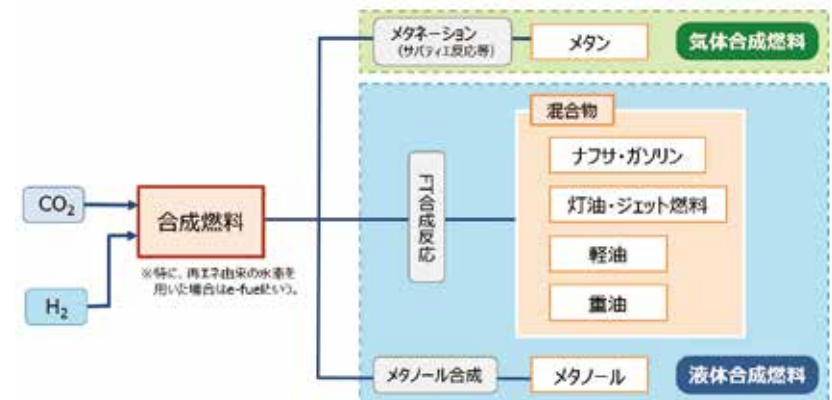 メタネーション
(サバティエ反応等)
メタン
気体合成燃料
混合物
ナフサ・ガソリン
灯油・ジェット燃料
軽油
重油
FT合成反応
CO₂
H₂
合成燃料
※特に、再エネ由来の水素を
用いた場合はe-fuelという。
メタノール合成
メタノール
液体合成燃料